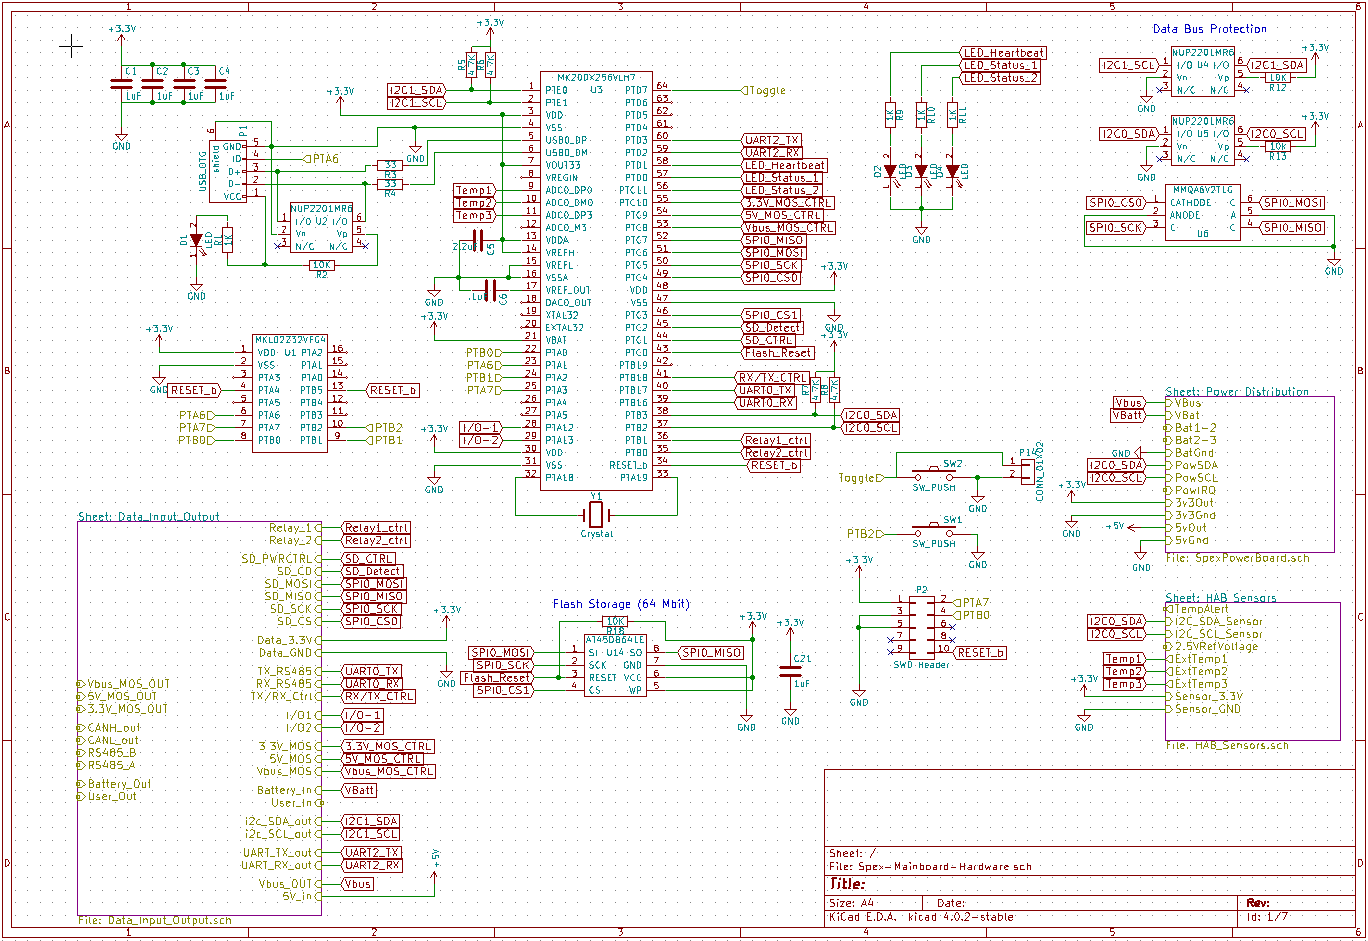 1 2 3 4 5 6
A B C D
Data Bus Protection
+3.3V
C1 C2 C3 C4
1uF 1uF 1uF 1uF
GND
P1
USB_OTG
shield
6
GND 5
ID 4
D+ 3
D- 2
VCC 1
PTA6
33
R3
33
R4
NUP2201MR6
I/O U2 I/O
Vn Vp
N/C N/C
1 2 3 4 5 6
D1
LED
R1
1K
10K
R2
GND
+3.3V
R5 4.7K
R6 4.7K
I2C1_SDA
I2C1_SCL
+3.3V
GND
Temp1
Temp2
Temp3
2.2uF C5
.1uF C6
GND
+3.3V
PTB0
PTA6
PTB1
PTA7
+3.3V
I/O-1
I/O-2
GND
MK20DX256VLH7
U3
1 PTE0
2 PTE1
3 VDD
4 VSS
5 USB0_DP
6 USB0_DM
7 VOUT33
8 VREGIN
9 ADC0_DP0
10 ADC0_DM0
11 ADC0_DP3
12 ADC0_M3
13 VDDA
14 VREFH
15 VREFL
16 VSSA
17 VREF_OUT
18 DAC0_OUT
19 XTAL32
20 EXTAL32
21 VBAT
22 PTA0
23 PTA1
24 PTA2
25 PTA3
26 PTA4
27 PTA5
28 PTA12
29 PTA13
30 VDD
31 VSS
32 PTA18
PTD7 64 Toggle
PTD6 63
PTD5 62
PTD4 61
PTD3 60 UART2_TX
PTD2 59 UART2_RX
PTD1 58 LED_Heartbeat
PTD0 57 LED_Status_1
PTC11 56 LED_Status_2
PTC10 55 3.3V_MOS_CTRL
PTC9 54 5V_MOS_CTRL
PTC8 53 Vbus_MOS_CTRL
PTC7 52 SPI0_MISO
PTC6 51 SPI0_MOSI
PTC5 50 SPI0_SCK
PTC4 49 SPI0_CS0
VDD 48 +3.3V
VSS 47
PTC3 46 SPI0_CS1
PTC2 45 SD_Detect
PTC1 44 SD_CTRL
PTC0 43 Flash_Reset
PTB19 42
PTB18 41 RX/TX_CTRL
PTB17 40 UART0_TX
PTB16 39 UART0_RX
PTB3 38 I2C0_SDA
PTB2 37 I2C0_SCL
PTB1 36 Relay1_ctrl
PTB0 35 Relay2_ctrl
RESET_b 34 RESET_b
PTA19 33
GND
+3.3V
R7 4.7K
R8 4.7K
Y1
Crystal
LED_Heartbeat
LED_Status_1
LED_Status_2
1K R9
1K R10
1K R11
D2 LED
D3 LED
D4 LED
GND
NUP2201MR6
I2C1_SCL 1 I/O U4 I/O 6 I2C1_SDA
2 Vn Vp 5 10K +3.3V
3 N/C N/C 4 R12
GND
NUP2201MR6
I2C0_SDA 1 I/O U5 I/O 6 I2C0_SCL
2 Vn Vp 5 10k +3.3V
3 N/C N/C 4 R13
GND
MMQA6V2T1G
SPI0_CS0 1 CATHODE C 6 SPI0_MOSI
2 ANODE A 5
SPI0_SCK 3 C C 4 SPI0_MISO
U6
GND
+3.3V
MKL02Z32VFG4
1 VDD U1 PTA2 16
2 VSS PTA1 15
3 PTA3 PTA0 14
RESET_b 4 PTA4 PTB5 13 RESET_b
5 PTA5 PTB4 12
PTA6 6 PTA6 PTB3 11
PTA7 7 PTA7 PTB2 10 PTB2
PTB0 8 PTB0 PTB1 9 PTB1
GND
Toggle
SW2
SW_PUSH
GND
P14
1
2
CONN_01X02
PTB2
SW1
SW_PUSH
GND
+3.3V
P2
1 2 PTA7
3 4 PTB0
5 6
7 8
9 10 RESET_b
SWD-Header
GND
Sheet: Power Distribution
Vbus VBus
VBatt VBat
Bat1-2
Bat2-3
GND BatGnd
I2C0_SDA PowSDA
I2C0_SCL PowSCL
PowIRQ
+3.3V 3v3Out
GND 3v3Gnd
+5V 5vOut
GND 5vGnd
File: SpexPowerBoard.sch
Sheet: HAB_Sensors
TempAlert
I2C0_SDA I2C_SDA_Sensor
I2C0_SCL I2C_SCL_Sensor
2.5VRefVoltage
Temp1 ExtTemp1
Temp2 ExtTemp2
Temp3 ExtTemp3
+3.3V Sensor_3.3V
GND Sensor_GND
File: HAB_Sensors.sch
Sheet: Data_Input_Output
Relay_1 Relay1_ctrl
Relay_2 Relay2_ctrl
SD_PWRCTRL SD_CTRL
SD_CD SD_Detect
SD_MOSI SPI0_MOSI
SD_MISO SPI0_MISO
SD_SCK SPI0_SCK
SD_CS SPI0_CS0
Data_3.3V +3.3V
Data_GND GND
TX_RS485 UART0_TX
RX_RS485 UART0_RX
TX/RX_Ctrl RX/TX_CTRL
I/O1 I/O-1
I/O2 I/O-2
3.3V_MOS 3.3V_MOS_CTRL
5V_MOS 5V_MOS_CTRL
Vbus_MOS Vbus_MOS_CTRL
Battery_In VBatt
User_In
i2c_SDA_out I2C1_SDA
i2c_SCL_out I2C1_SCL
UART_TX_out UART2_TX
UART_RX_out UART2_RX
Vbus_OUT Vbus
5V_in +5V
Vbus_MOS_OUT
5V_MOS_OUT
3.3V_MOS_OUT
CANH_out
CANL_out
RS485_B
RS485_A
Battery_Out
User_Out
File: Data_Input_Output.sch
Flash Storage (64 Mbit)
10K
R18
AT45DB641E
SPI0_MOSI 1 SI U14 SO 8 SPI0_MISO
SPI0_SCK 2 SCK GND 7
Flash_Reset 3 RESET VCC 6
SPI0_CS1 4 CS WP 5
+3.3V
GND
+3.3V
C21
1uF
GND
Sheet: /
File: Spex-Mainboard-Hardware.sch
Title:
Size: A4 Date: Rev:
KiCad E.D.A. kicad 4.0.2-stable Id: 1/7
1 2 3 4 5 6